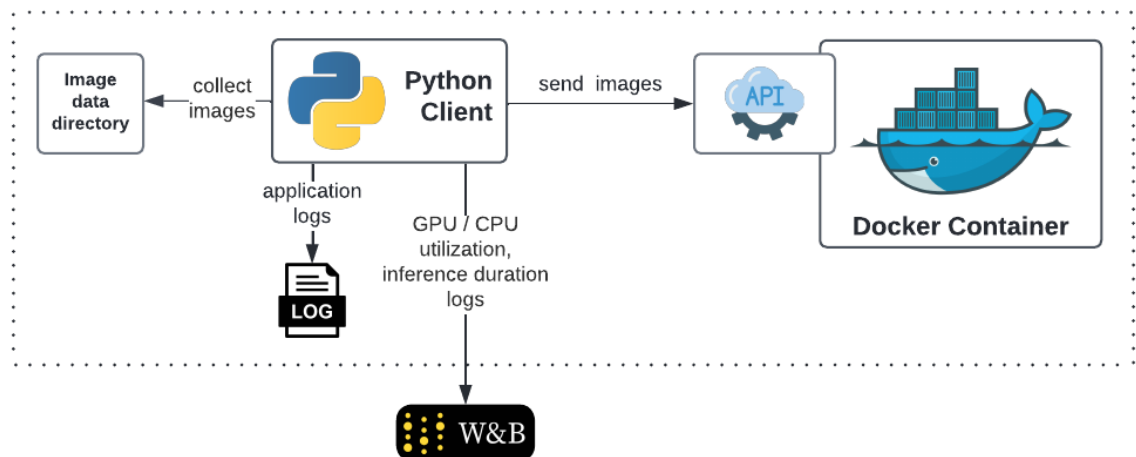 Image
data
directory
collect
images
Python
Client
send images
API
Docker Container
application
logs
LOG
GPU / CPU
utilization,
inference duration
logs
W&B